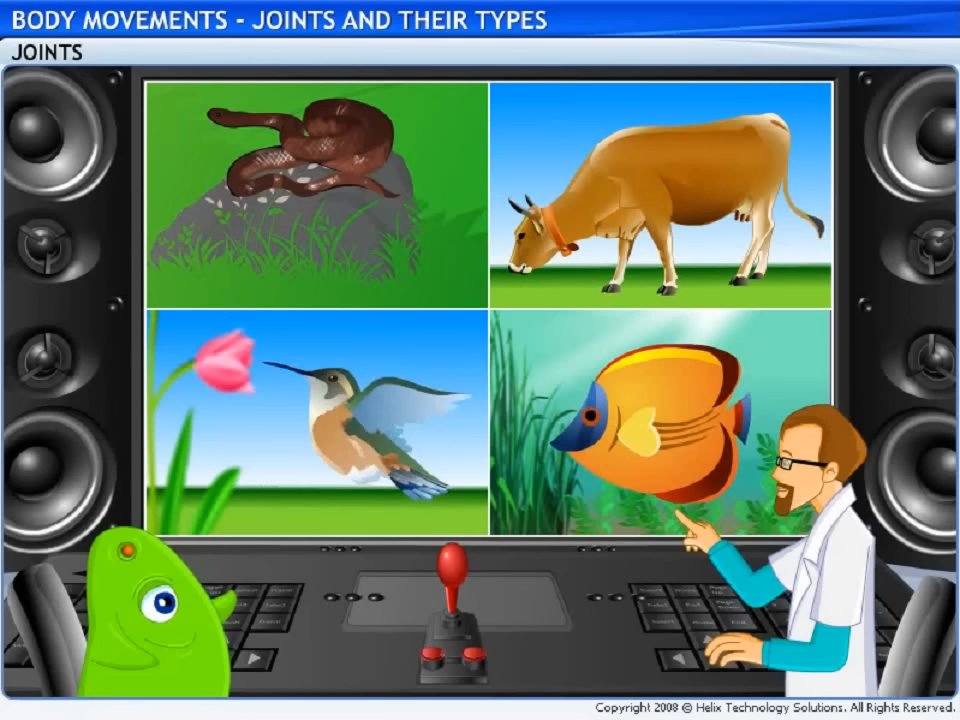 BODY MOVEMENTS - JOINTS AND THEIR TYPES
JOINTS
Copyright 2008 @ Helix Technology Solutions. All Rights Reserved.